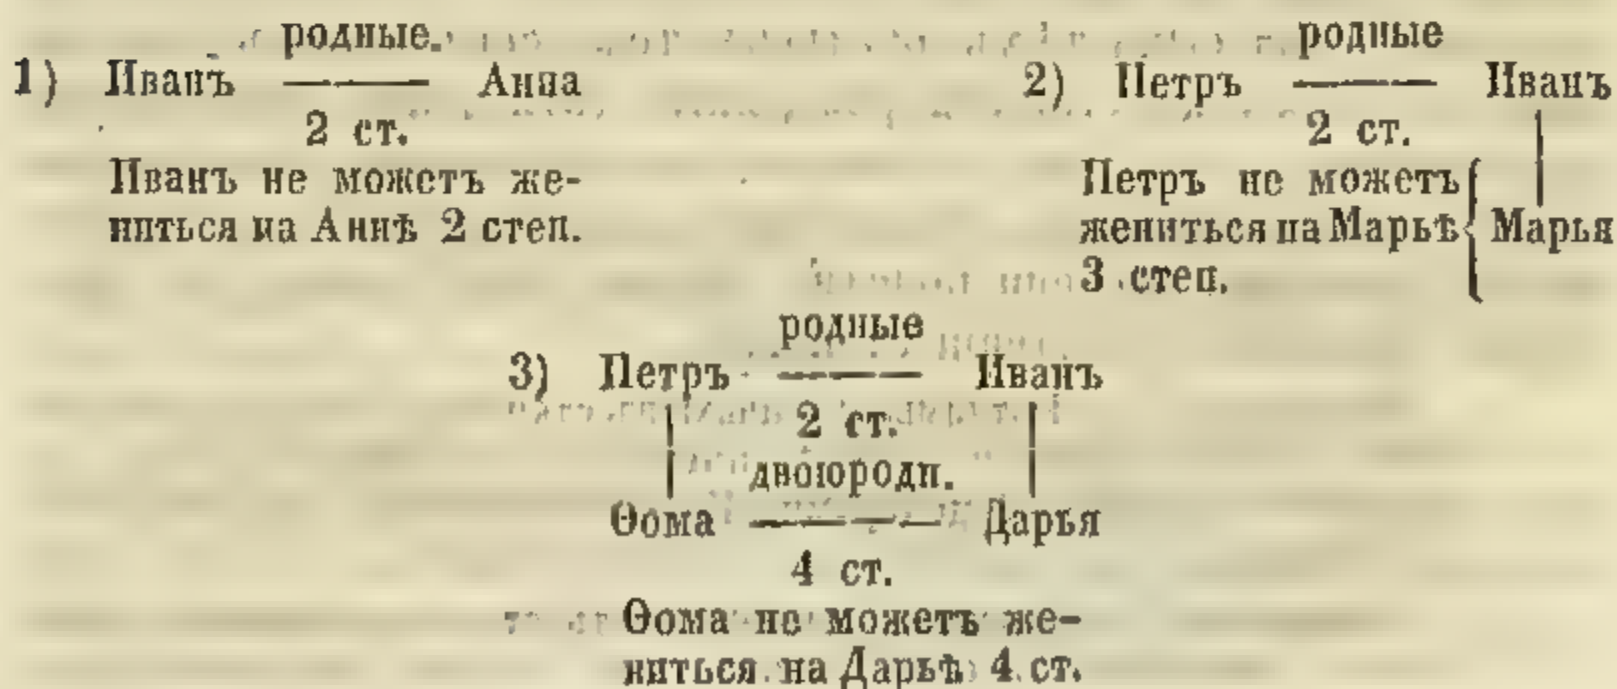 родные.
родные
1) Иванъ ——— Анна
2) Петръ ——— Иванъ
2 ст.
2 ст.
Иванъ не можетъ же-
ниться на Аннѣ 2 степ.
Петръ не можетъ
жениться на Марьѣ { Марья
3 степ.
родные
3) Петръ ——— Иванъ
2 ст.
двоюродн.
Ѳома ——— Дарья
4 ст.
Ѳома не можетъ же-
ниться на Дарьѣ 4 ст.